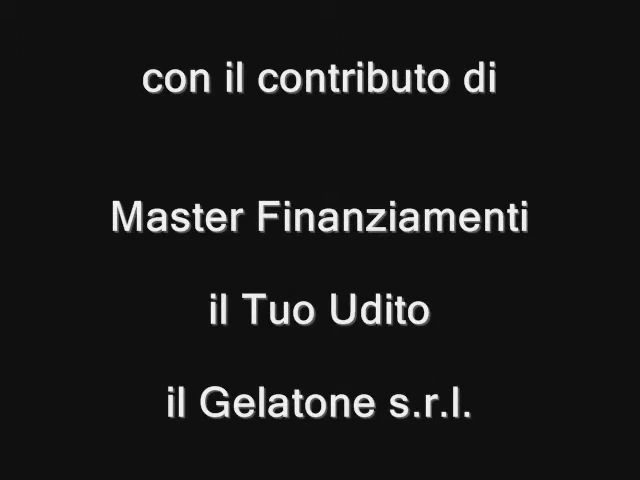 con il contributo di
Master Finanziamenti
il Tuo Udito
il Gelatone s.r.l.